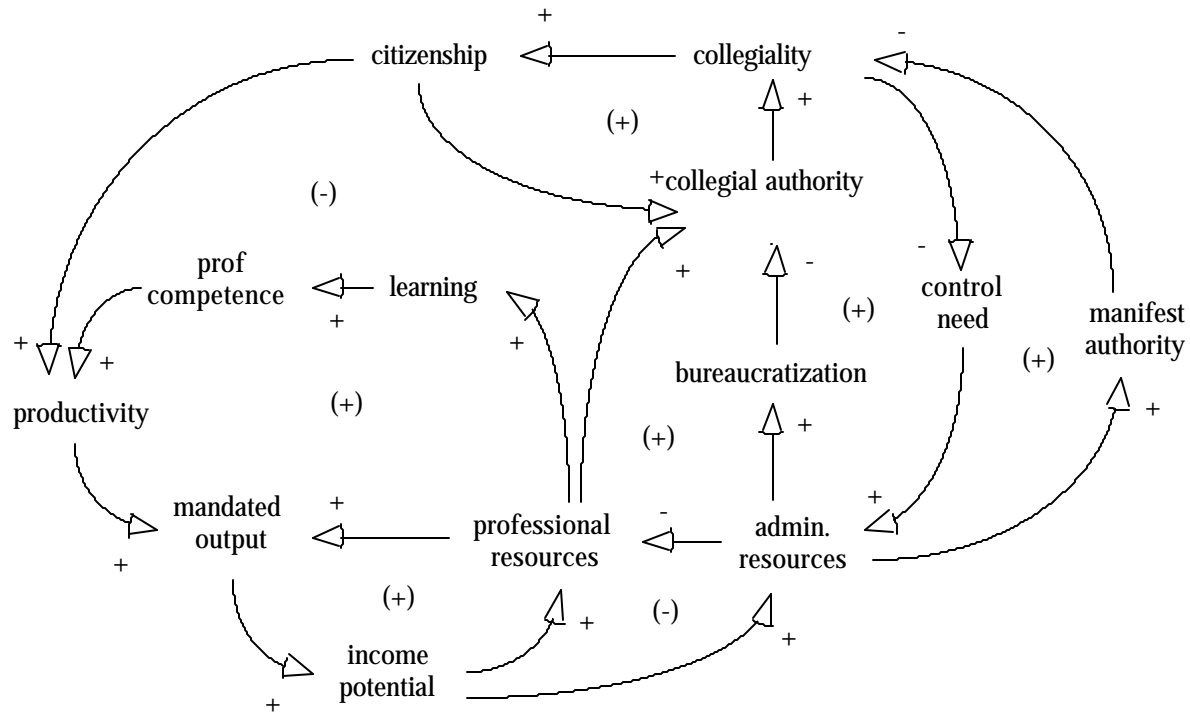 +
-
citizenship
collegiality
(+)
+
+collegial authority
(-)
+
-
-
prof
competence
learning
control
need
manifest
authority
(+)
+
+
+
+
(+)
bureaucratization
productivity
(+)
(+)
+
+
+
+
-
mandated
output
professional
resources
admin.
resources
+
(+)
(-)
+
+
income
potential
+